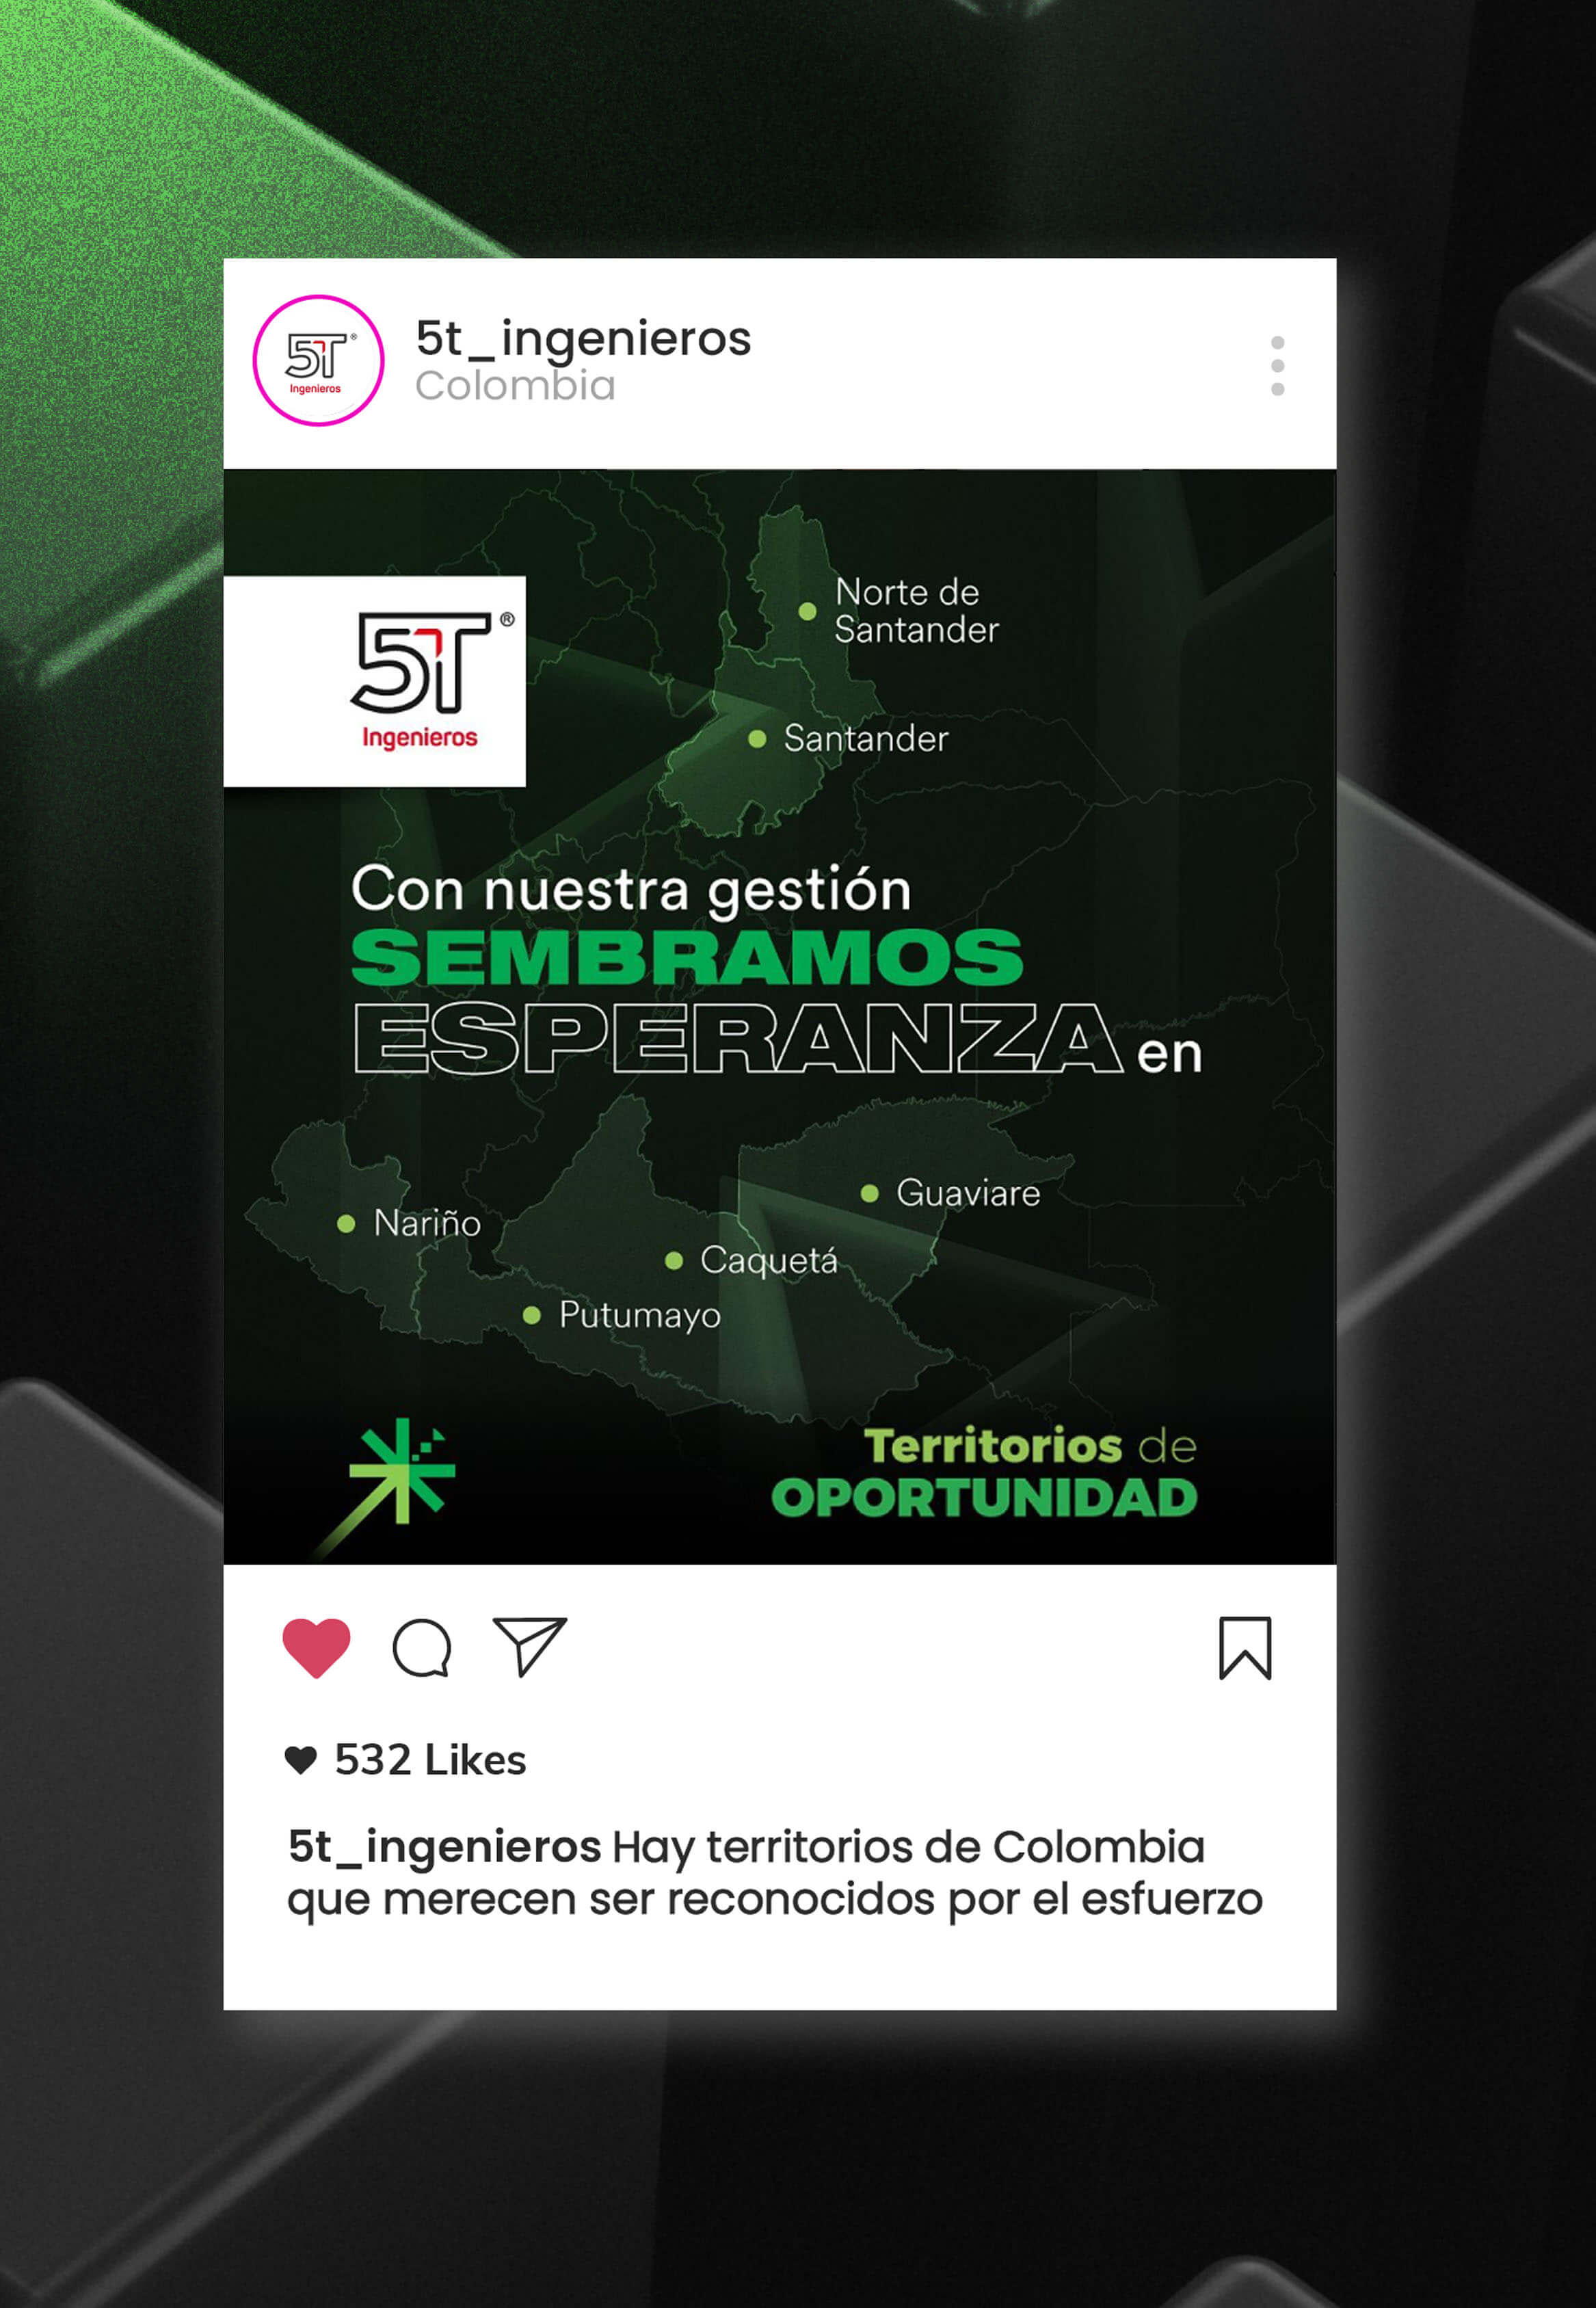 5T®
Ingenieros
5t_ingenieros
Colombia
5T®
Ingenieros
Norte de
Santander
Santander
Con nuestra gestión
SEMBRAMOS
ESPERANZA en
Guaviare
Nariño
Caquetá
Putumayo
Territorios de
OPORTUNIDAD
532 Likes
5t_ingenieros Hay territorios de Colombia
que merecen ser reconocidos por el esfuerzo